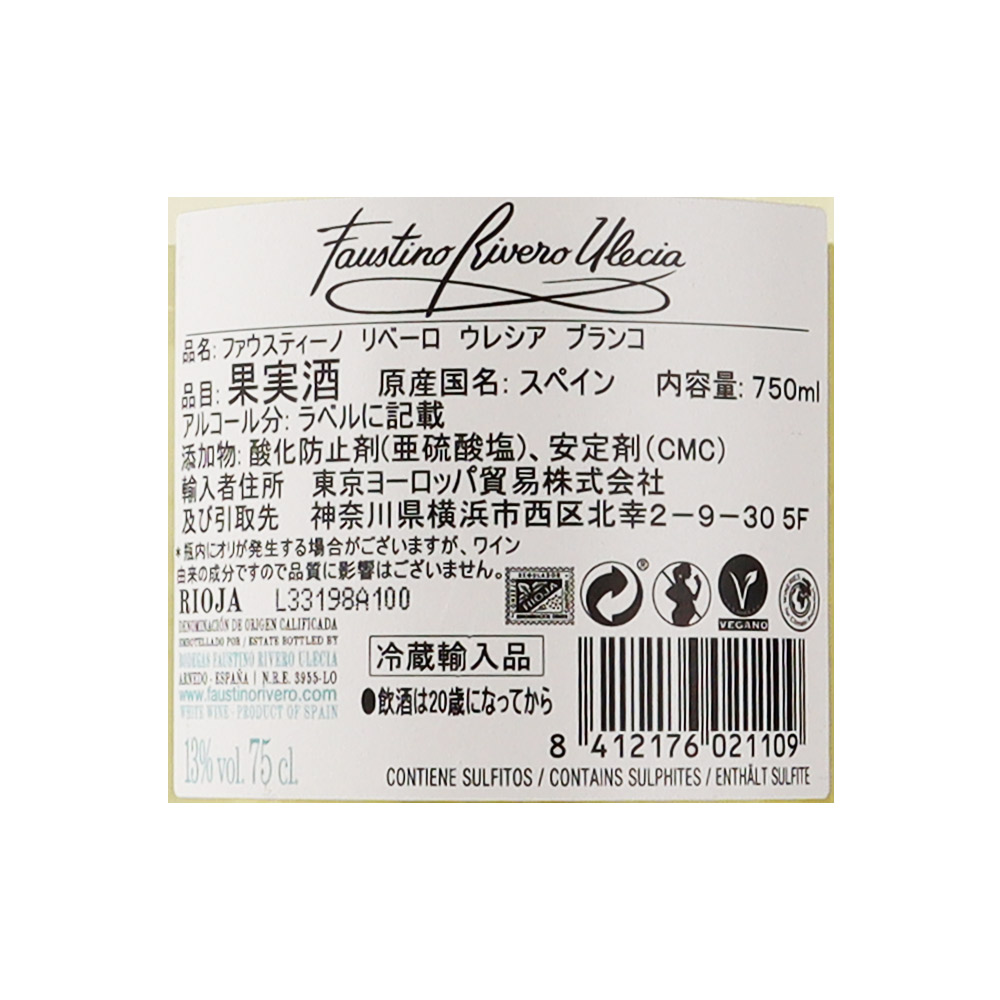 Faustino Rivero Ulecia
品名: ファウスティーノ リベーロ ウレシア ブランコ
品目: 果実酒 原産国名: スペイン 内容量: 750ml
アルコール分: ラベルに記載
添加物: 酸化防止剤(亜硫酸塩)、安定剤(CMC)
輸入者住所 東京ヨーロッパ貿易株式会社
及び引取先 神奈川県横浜市西区北幸2-9-30 5F
*瓶内にオリが発生する場合がございますが、ワイン
由来の成分ですので品質に影響はございません。
RIOJA L33198A100
DENOMINACIÓN DE ORIGEN CALIFICADA
EMBOTELLADO POR / ESTATE BOTTLED BY
BODEGAS FAUSTINO RIVERO ULECIA
ARNEDO - ESPAÑA | N.R.E. 3955-LO
www.faustinorivero.com
WHITE WINE - PRODUCT OF SPAIN
13% vol. 75 cl.
RIOJA
®
V
VEGANO
冷蔵輸入品
●飲酒は20歳になってから
8 412176 021109
CONTIENE SULFITOS / CONTAINS SULPHITES / ENTHÄLT SULFITE